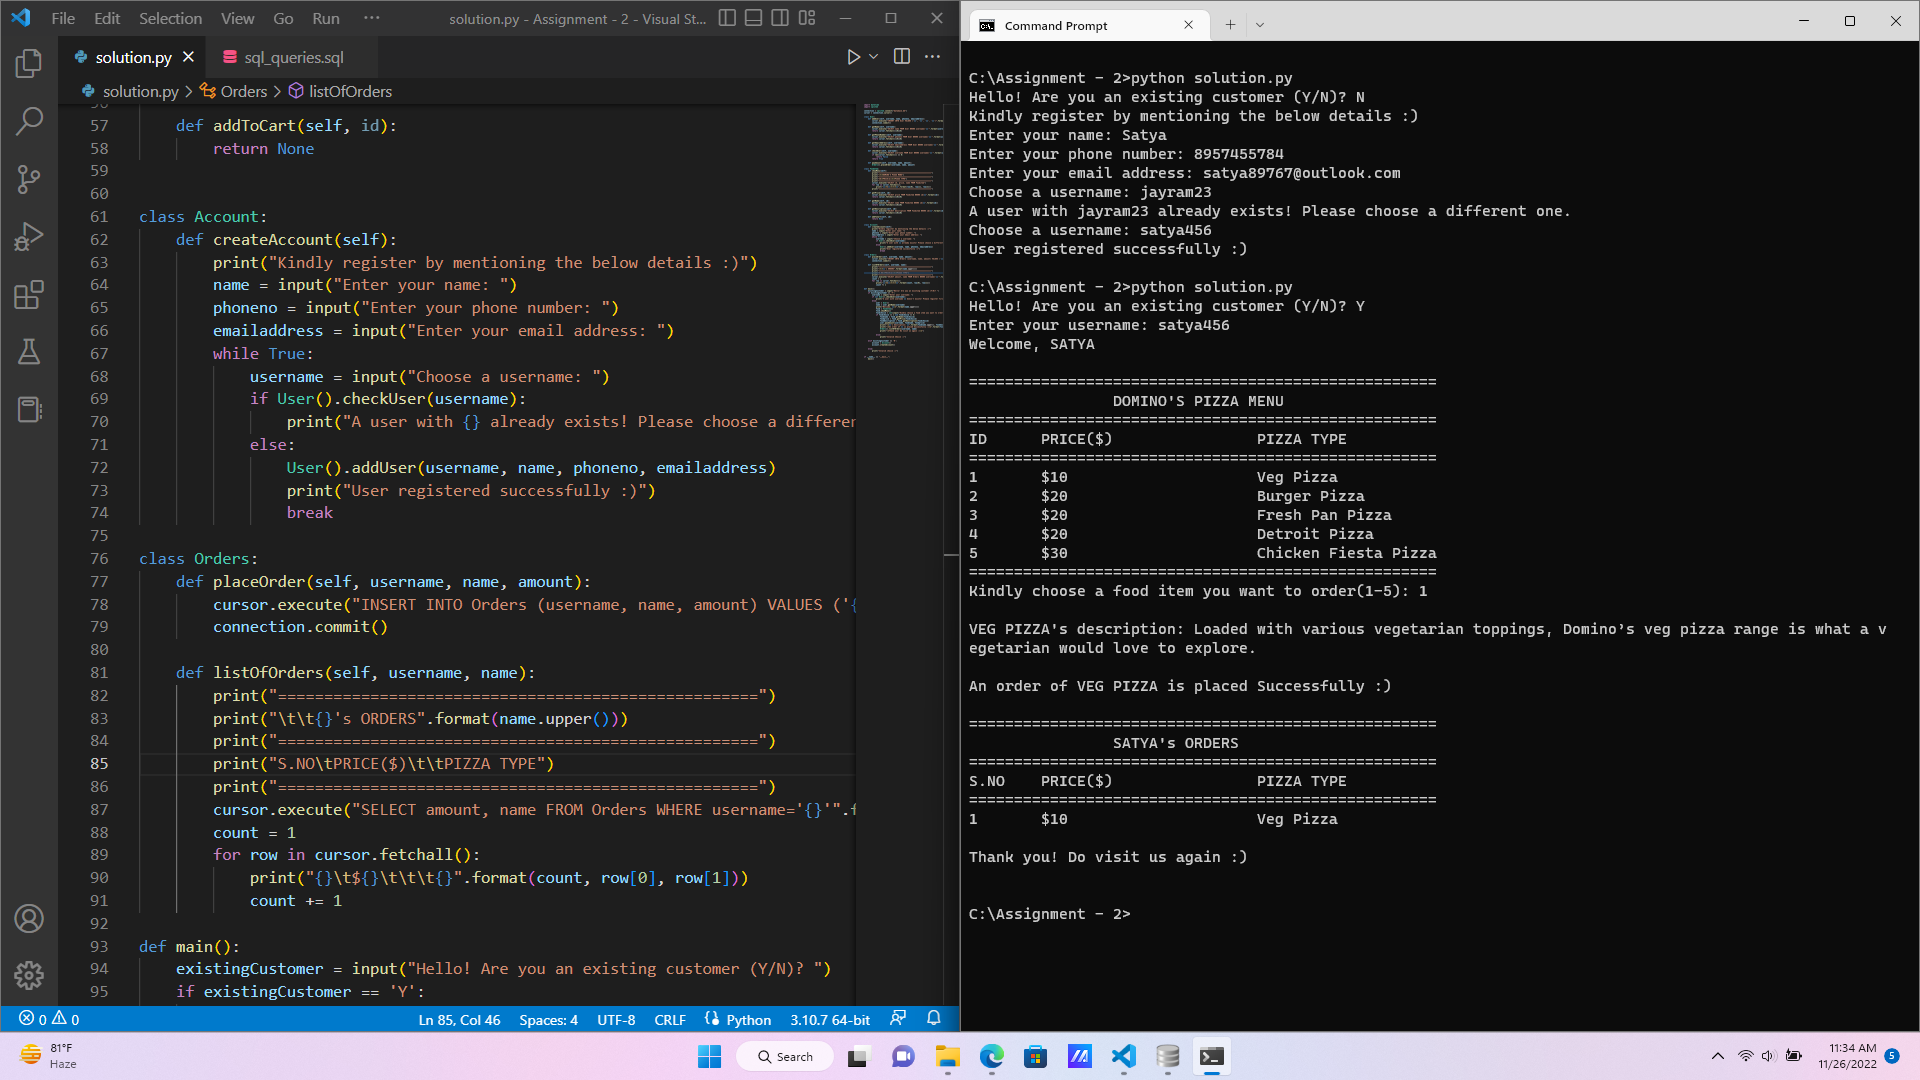 File Edit Selection View Go Run ··· solution.py - Assignment - 2 - Visual St...
solution.py sql_queries.sql
solution.py > Orders > listOfOrders
57 def addToCart(self, id):
58 return None
59
60
61 class Account:
62 def createAccount(self):
63 print("Kindly register by mentioning the below details :)")
64 name = input("Enter your name: ")
65 phoneno = input("Enter your phone number: ")
66 emailaddress = input("Enter your email address: ")
67 while True:
68 username = input("Choose a username: ")
69 if User().checkUser(username):
70 print("A user with {} already exists! Please choose a differen
71 else:
72 User().addUser(username, name, phoneno, emailaddress)
73 print("User registered successfully :)")
74 break
75
76 class Orders:
77 def placeOrder(self, username, name, amount):
78 cursor.execute("INSERT INTO Orders (username, name, amount) VALUES ('{
79 connection.commit()
80
81 def listOfOrders(self, username, name):
82 print("====================================================")
83 print("\t\t{}'s ORDERS".format(name.upper()))
84 print("====================================================")
85 print("S.NO\tPRICE($)\t\tPIZZA TYPE")
86 print("====================================================")
87 cursor.execute("SELECT amount, name FROM Orders WHERE username='{}'".f
88 count = 1
89 for row in cursor.fetchall():
90 print("{}\t${}\t\t\t{}".format(count, row[0], row[1]))
91 count += 1
92
93 def main():
94 existingCustomer = input("Hello! Are you an existing customer (Y/N)? ")
95 if existingCustomer == 'Y':
0 0 Ln 85, Col 46 Spaces: 4 UTF-8 CRLF Python 3.10.7 64-bit
Command Prompt
C:\Assignment - 2>python solution.py
Hello! Are you an existing customer (Y/N)? N
Kindly register by mentioning the below details :)
Enter your name: Satya
Enter your phone number: 8957455784
Enter your email address: satya89767@outlook.com
Choose a username: jayram23
A user with jayram23 already exists! Please choose a different one.
Choose a username: satya456
User registered successfully :)
C:\Assignment - 2>python solution.py
Hello! Are you an existing customer (Y/N)? Y
Enter your username: satya456
Welcome, SATYA
====================================================
DOMINO'S PIZZA MENU
====================================================
ID PRICE($) PIZZA TYPE
====================================================
1 $10 Veg Pizza
2 $20 Burger Pizza
3 $20 Fresh Pan Pizza
4 $20 Detroit Pizza
5 $30 Chicken Fiesta Pizza
====================================================
Kindly choose a food item you want to order(1-5): 1
VEG PIZZA's description: Loaded with various vegetarian toppings, Domino’s veg pizza range is what a v
egetarian would love to explore.
An order of VEG PIZZA is placed Successfully :)
====================================================
SATYA's ORDERS
====================================================
S.NO PRICE($) PIZZA TYPE
====================================================
1 $10 Veg Pizza
Thank you! Do visit us again :)
C:\Assignment - 2>
81°F
Haze
Search
11:34 AM
11/26/2022
5